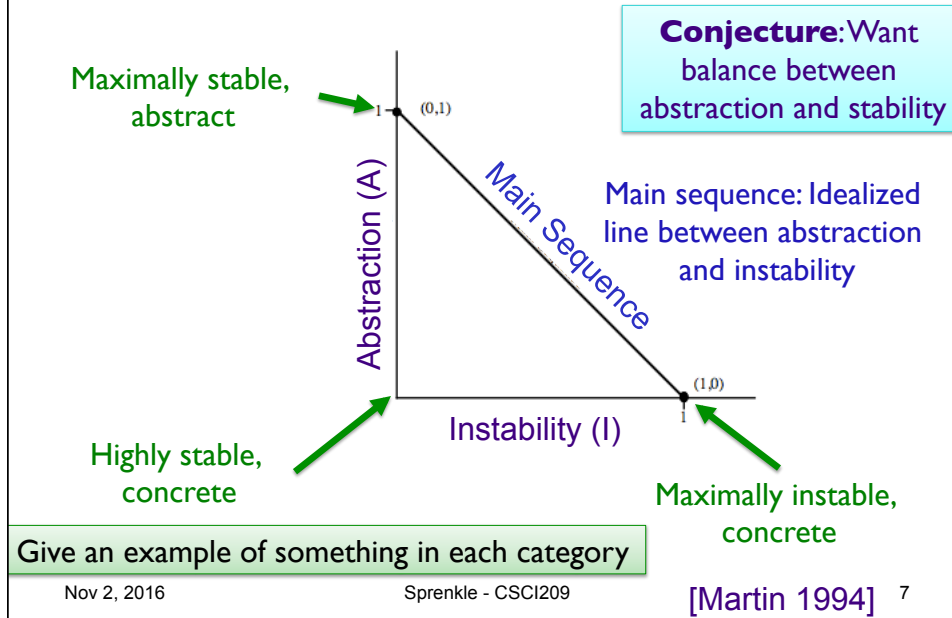 Conjecture: Want
balance between
abstraction and stability
Maximally stable,
abstract
1
(0,1)
Abstraction (A)
Main Sequence
Main sequence: Idealized
line between abstraction
and instability
(1,0)
1
Instability (I)
Highly stable,
concrete
Maximally instable,
concrete
Give an example of something in each category
Nov 2, 2016
Sprenkle - CSCI209
[Martin 1994]
7